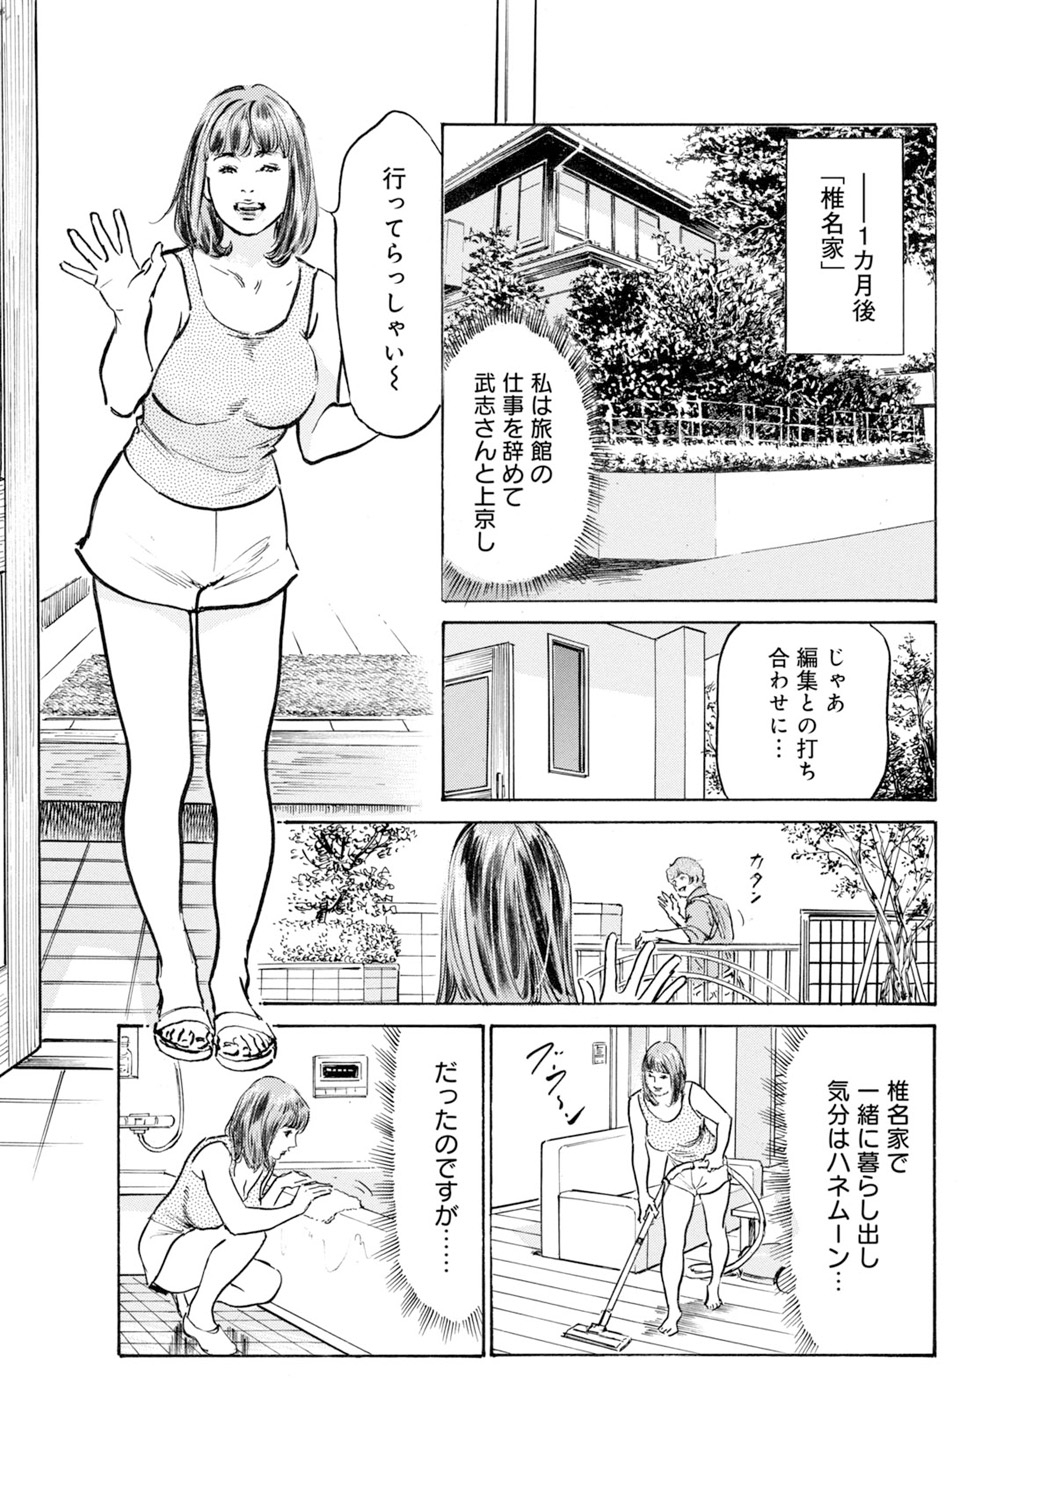 ――1カ月後
「椎名家」
私は旅館の
仕事を辞めて
武志さんと上京し
じゃあ
編集との打ち
合わせに…
行ってらっしゃい～
カタン
椎名家で
一緒に暮らし出し
気分はハネムーン…
ブウ～ン
だったのですが……